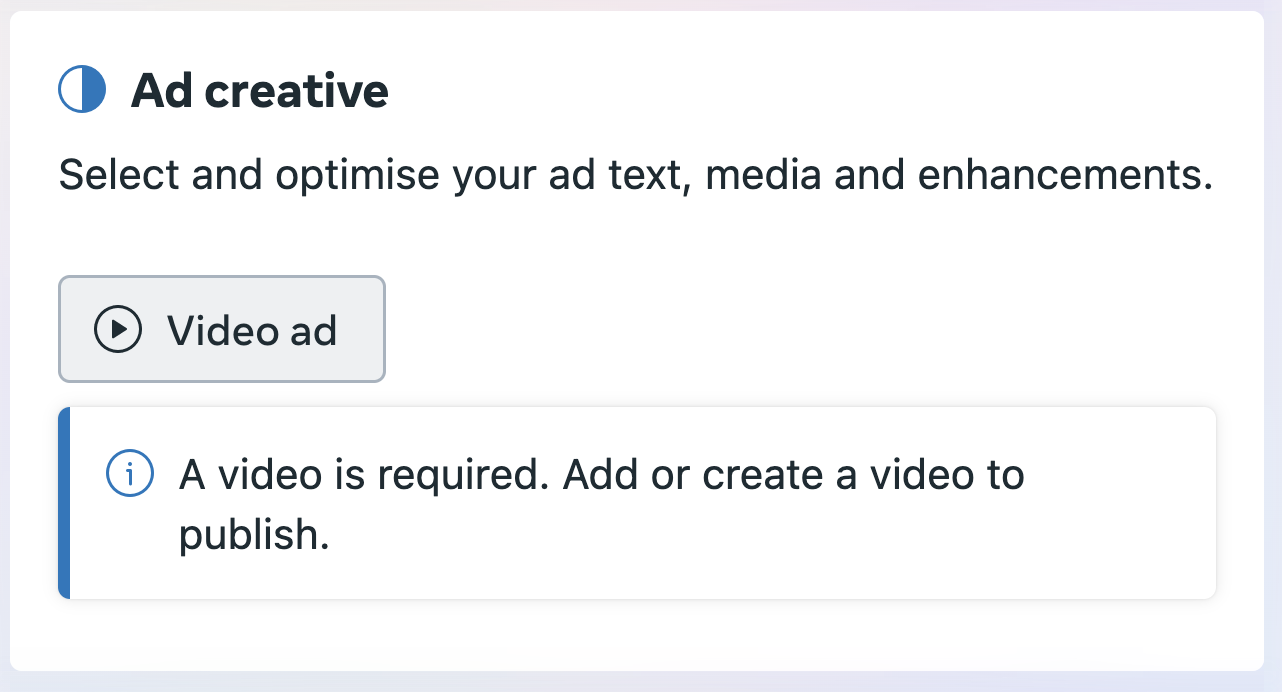 Ad creative
Select and optimise your ad text, media and enhancements.
Video ad
A video is required. Add or create a video to
publish.